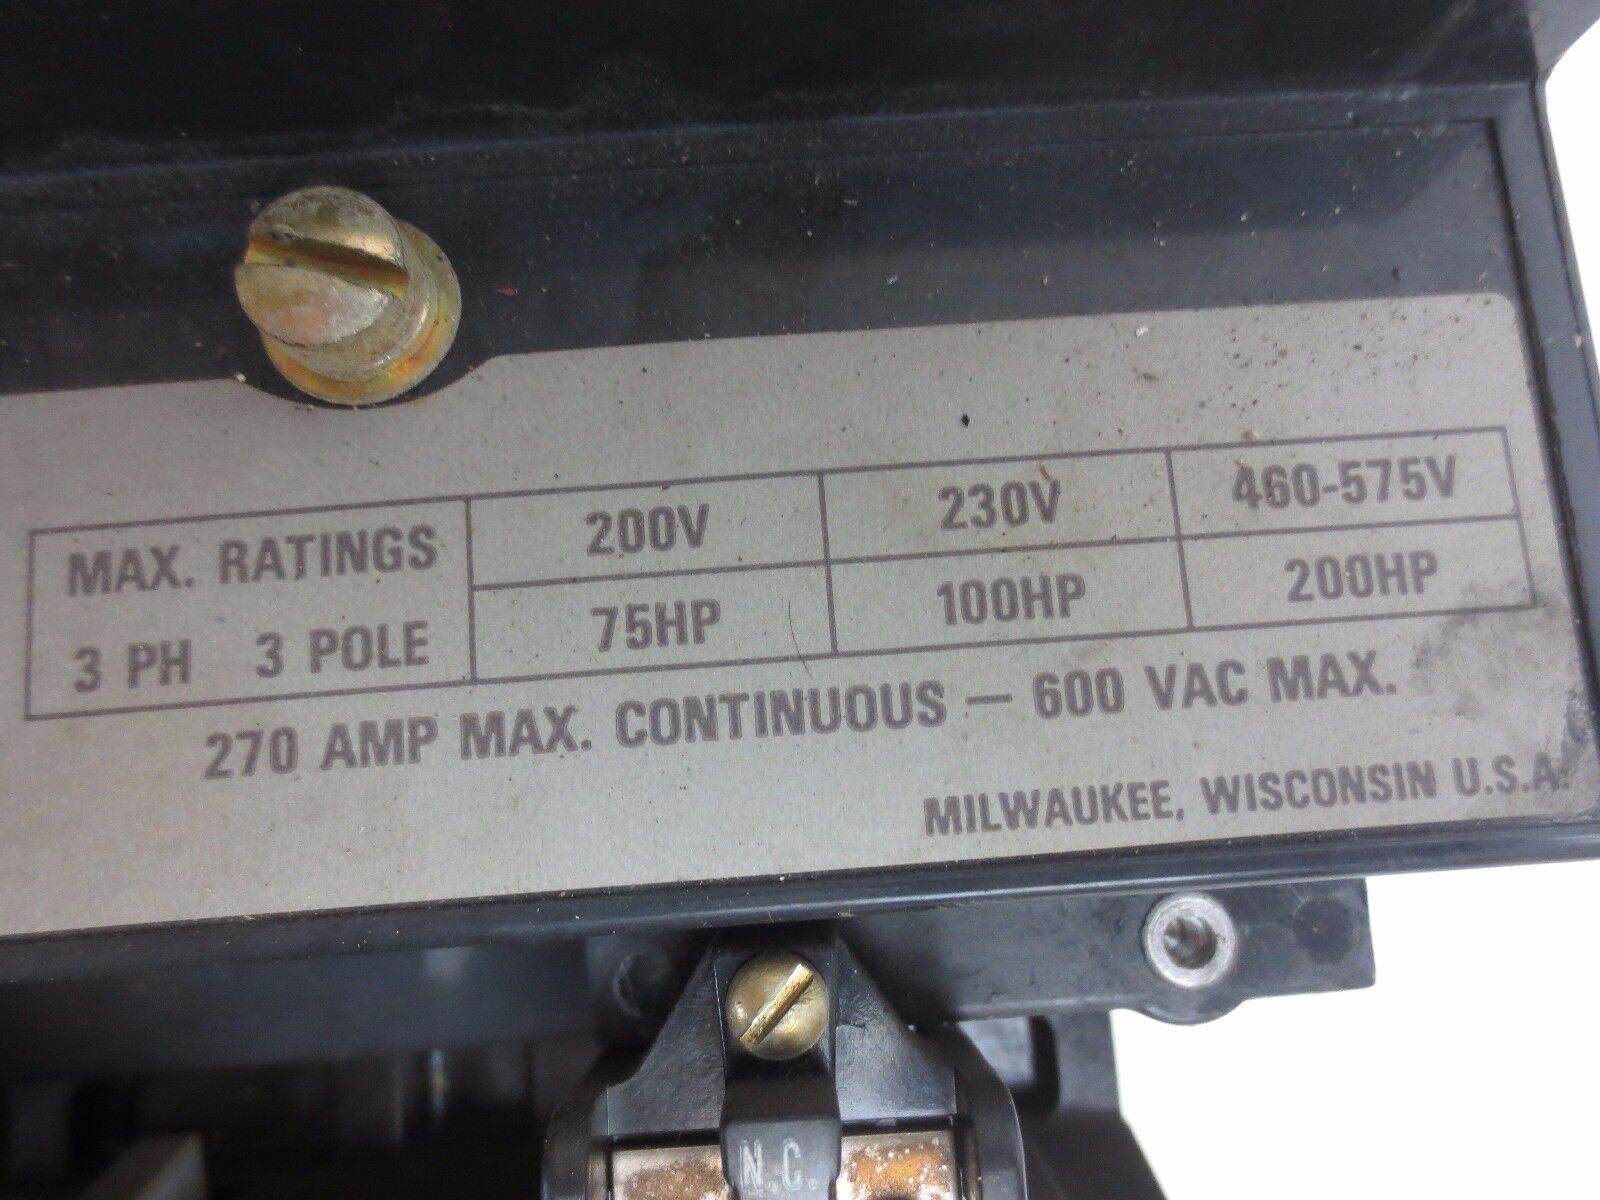 MAX. RATINGS 200V 230V 460-575V
3 PH 3 POLE 75HP 100HP 200HP
270 AMP MAX. CONTINUOUS — 600 VAC MAX.
MILWAUKEE, WISCONSIN U.S.A.
N.C.